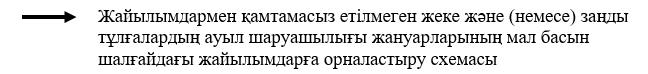 Жайылымдармен қамтамасыз етілмеген жеке және (немесе) заңды
тұлғалардың ауыл шаруашылығы жануарларының мал басын
шалғайдағы жайылымдарға орналастыру схемасы